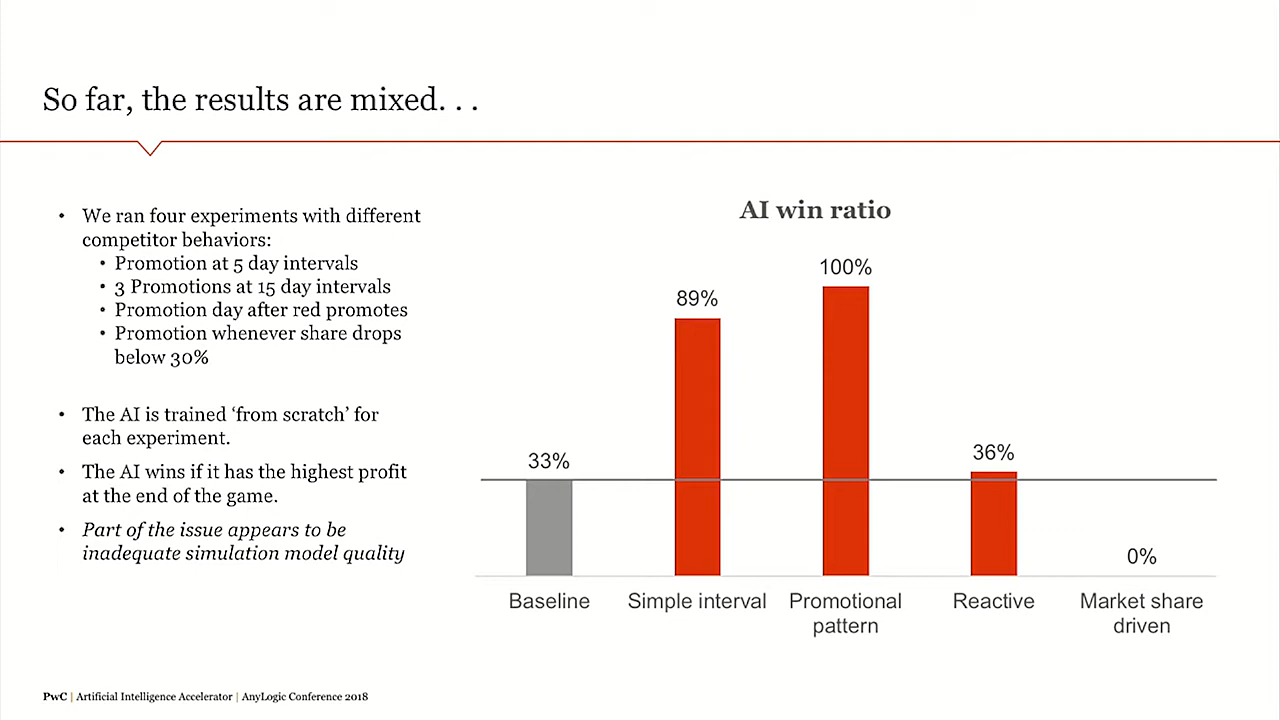 So far, the results are mixed. . .
• We ran four experiments with different
competitor behaviors:
• Promotion at 5 day intervals
• 3 Promotions at 15 day intervals
• Promotion day after red promotes
• Promotion whenever share drops
below 30%
• The AI is trained ‘from scratch’ for
each experiment.
• The AI wins if it has the highest profit
at the end of the game.
• Part of the issue appears to be
inadequate simulation model quality
AI win ratio
33%
89%
100%
36%
0%
Baseline
Simple interval
Promotional
pattern
Reactive
Market share
driven
PwC | Artificial Intelligence Accelerator | AnyLogic Conference 2018